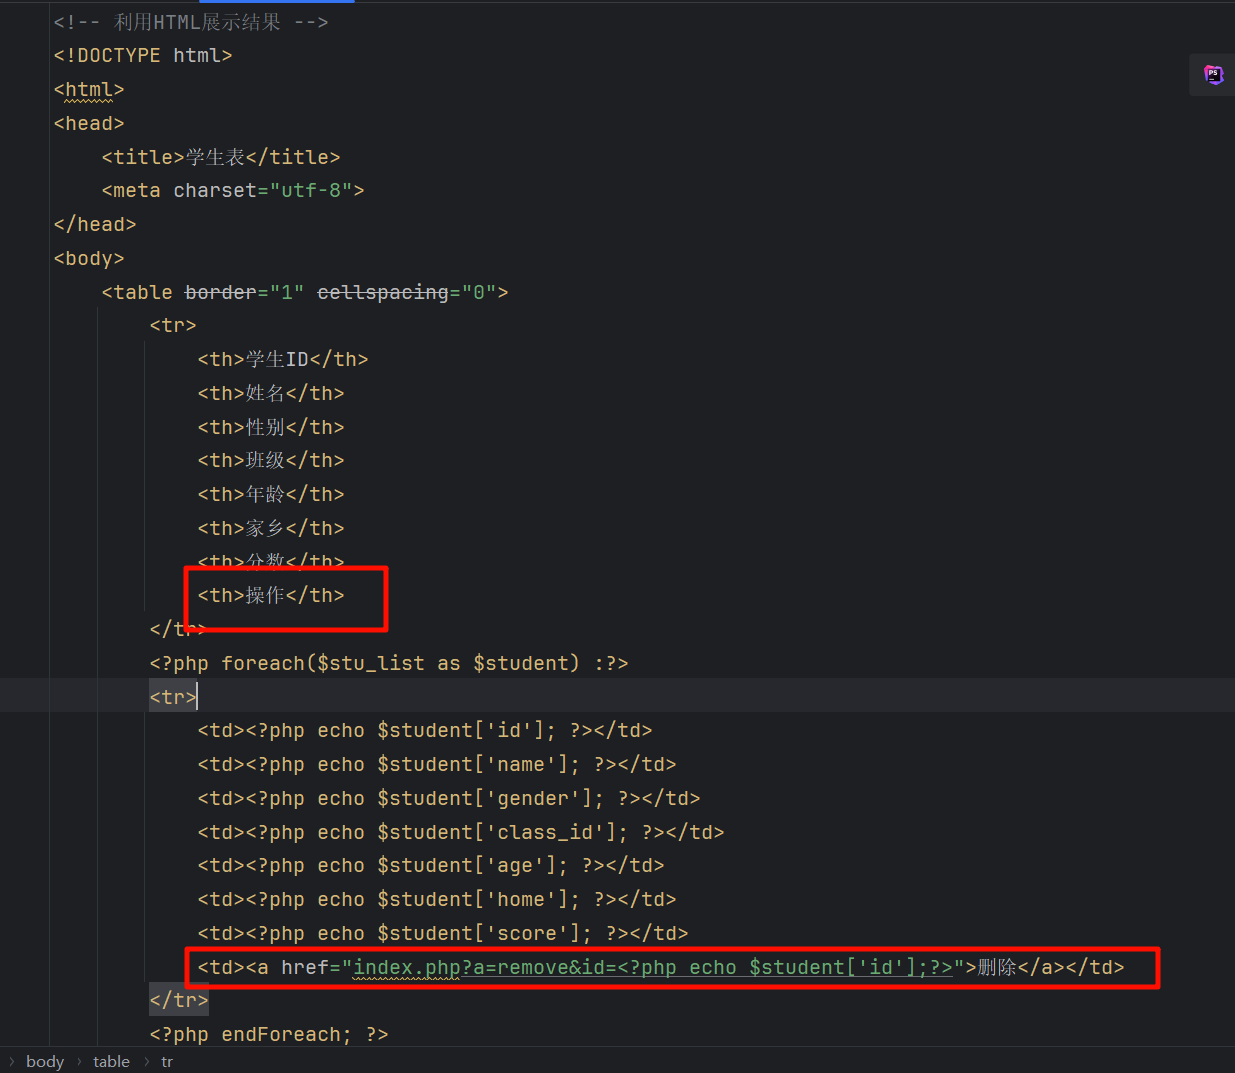 <!-- 利用HTML展示结果 -->
<!DOCTYPE html>
<html>
<head>
<title>学生表</title>
<meta charset="utf-8">
</head>
<body>
<table border="1" cellspacing="0">
<tr>
<th>学生ID</th>
<th>姓名</th>
<th>性别</th>
<th>班级</th>
<th>年龄</th>
<th>家乡</th>
<th>分数</th>
<th>操作</th>
</tr>
<?php foreach($stu_list as $student) :?>
<tr>
<td><?php echo $student['id']; ?></td>
<td><?php echo $student['name']; ?></td>
<td><?php echo $student['gender']; ?></td>
<td><?php echo $student['class_id']; ?></td>
<td><?php echo $student['age']; ?></td>
<td><?php echo $student['home']; ?></td>
<td><?php echo $student['score']; ?></td>
<td><a href="index.php?a=remove&id=<?php echo $student['id'];?>">删除</a></td>
</tr>
<?php endForeach; ?>
PS
body › table › tr